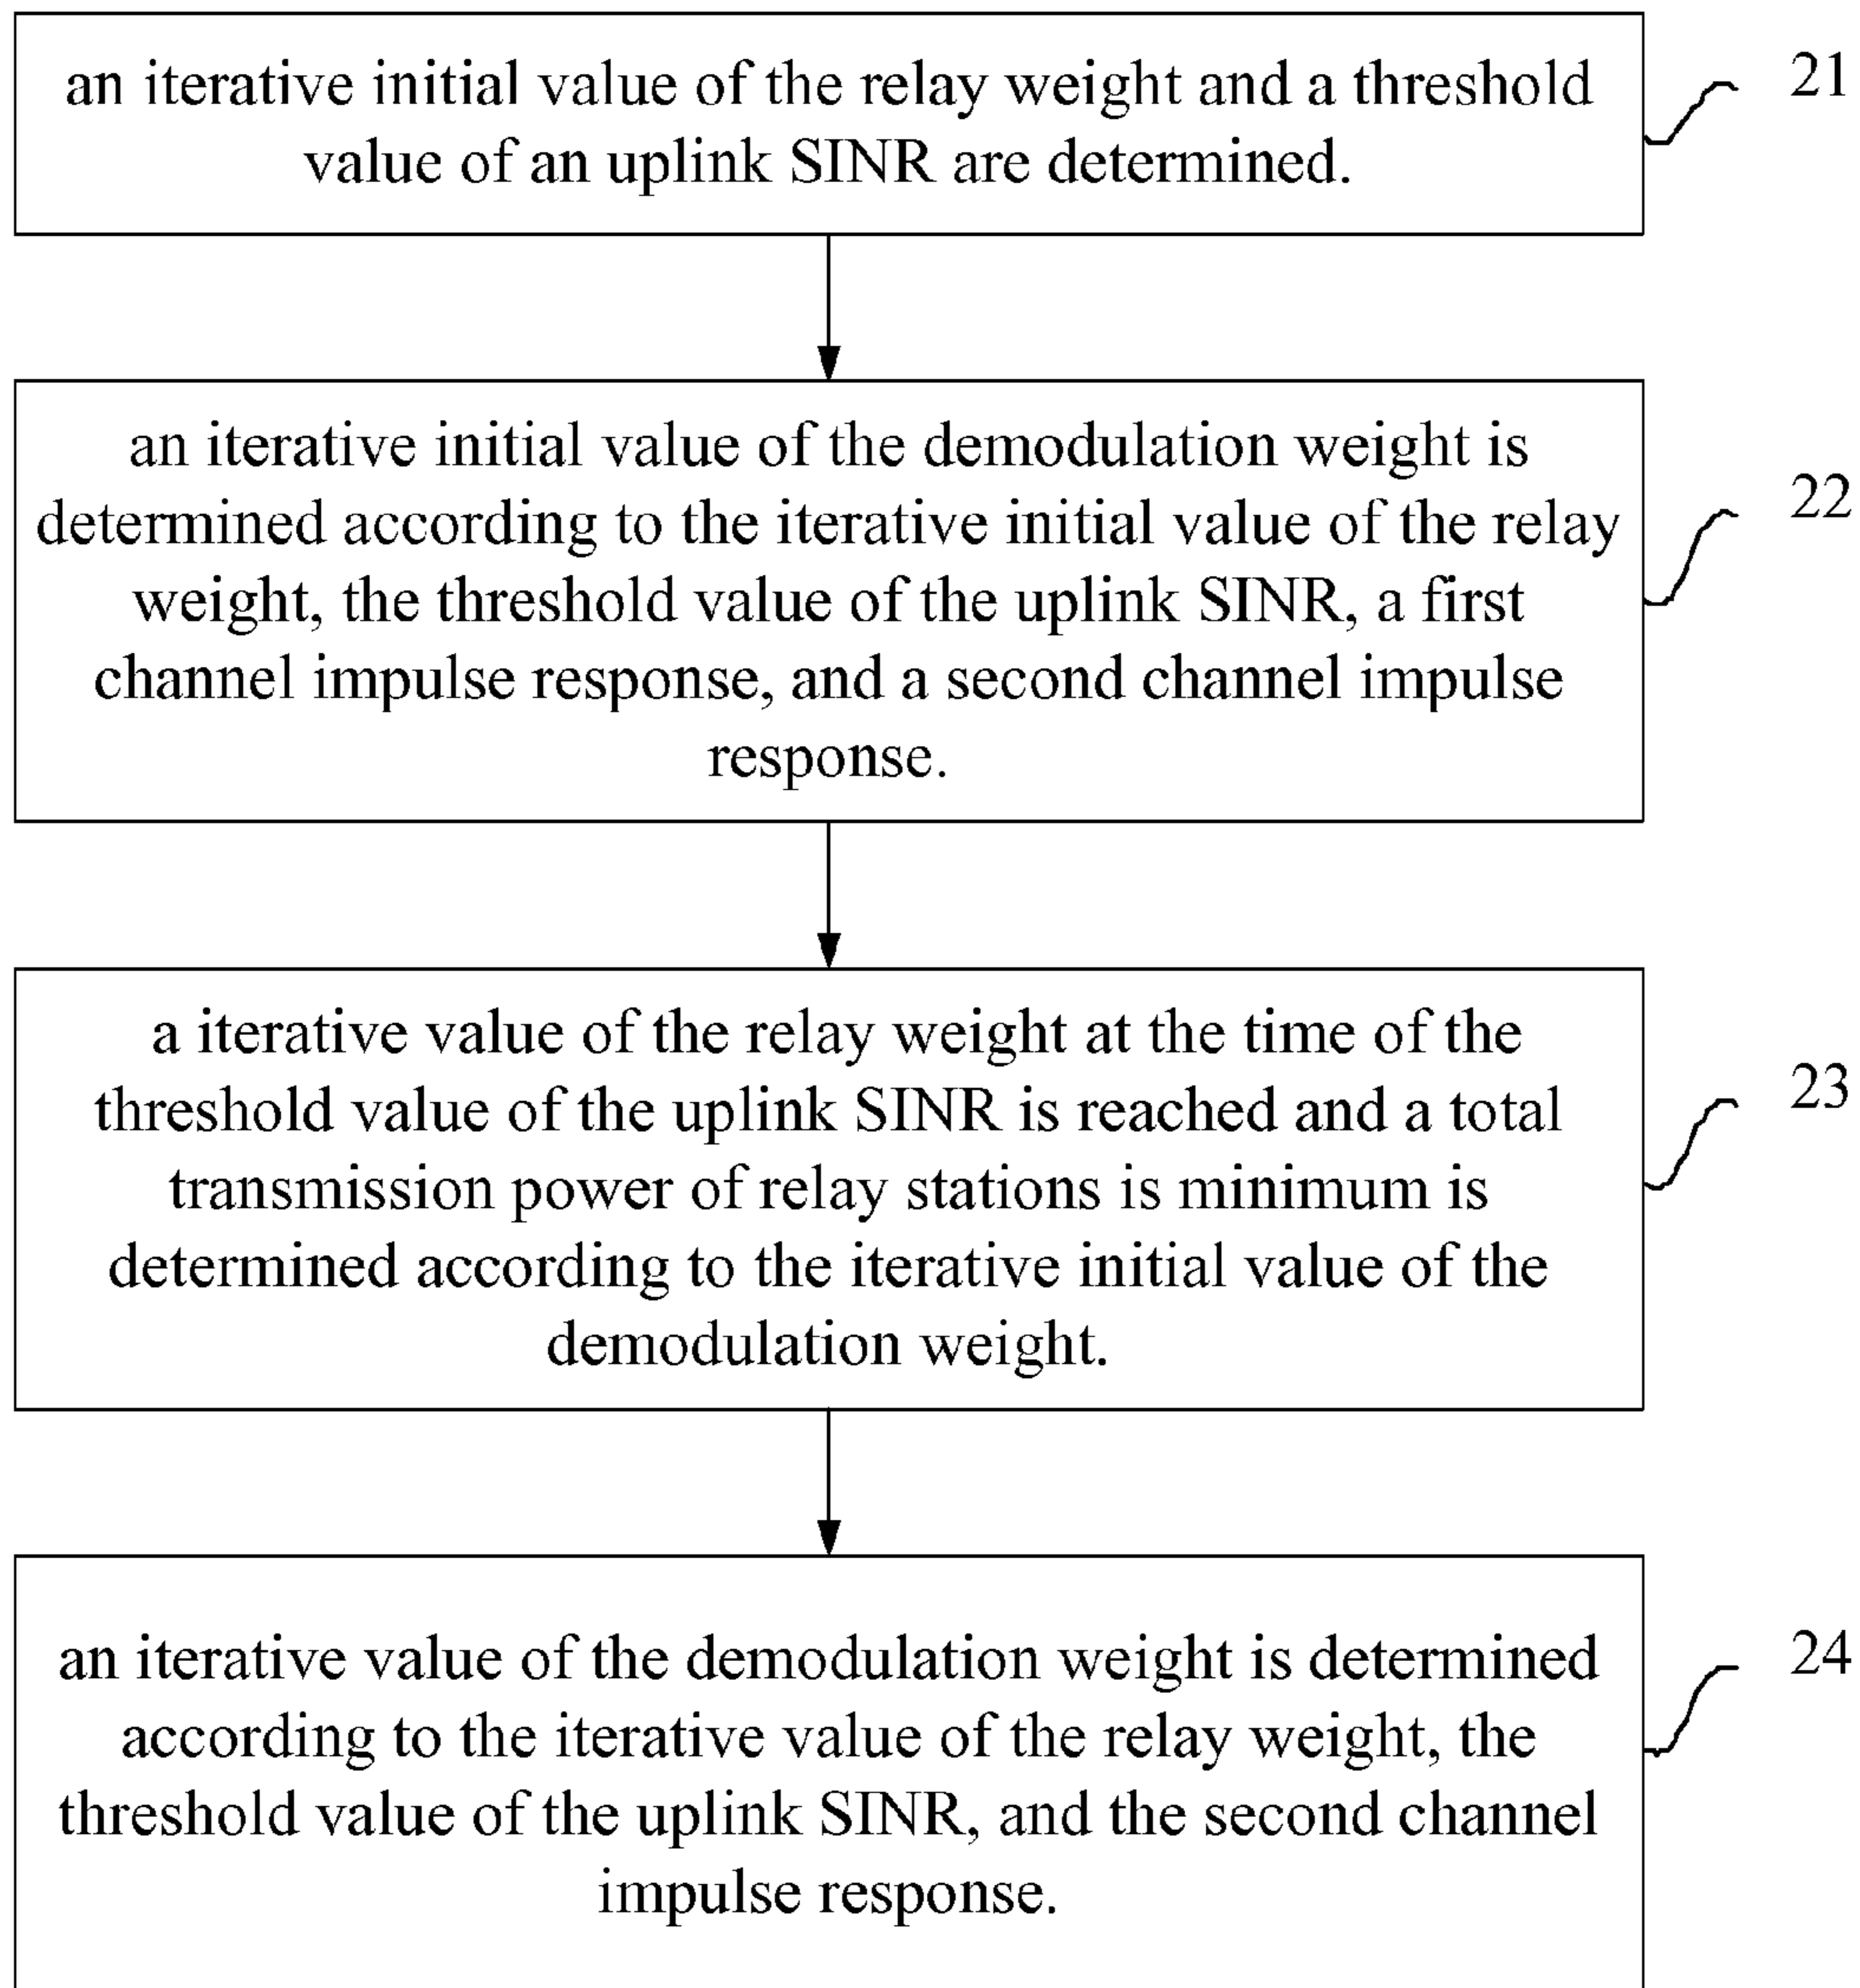 an iterative initial value of the relay weight and a threshold
value of an uplink SINR are determined.
21
an iterative initial value of the demodulation weight is
determined according to the iterative initial value of the relay
weight, the threshold value of the uplink SINR, a first
channel impulse response, and a second channel impulse
response.
22
a iterative value of the relay weight at the time of the
threshold value of the uplink SINR is reached and a total
transmission power of relay stations is minimum is
determined according to the iterative initial value of the
demodulation weight.
23
an iterative value of the demodulation weight is determined
according to the iterative value of the relay weight, the
threshold value of the uplink SINR, and the second channel
impulse response.
24